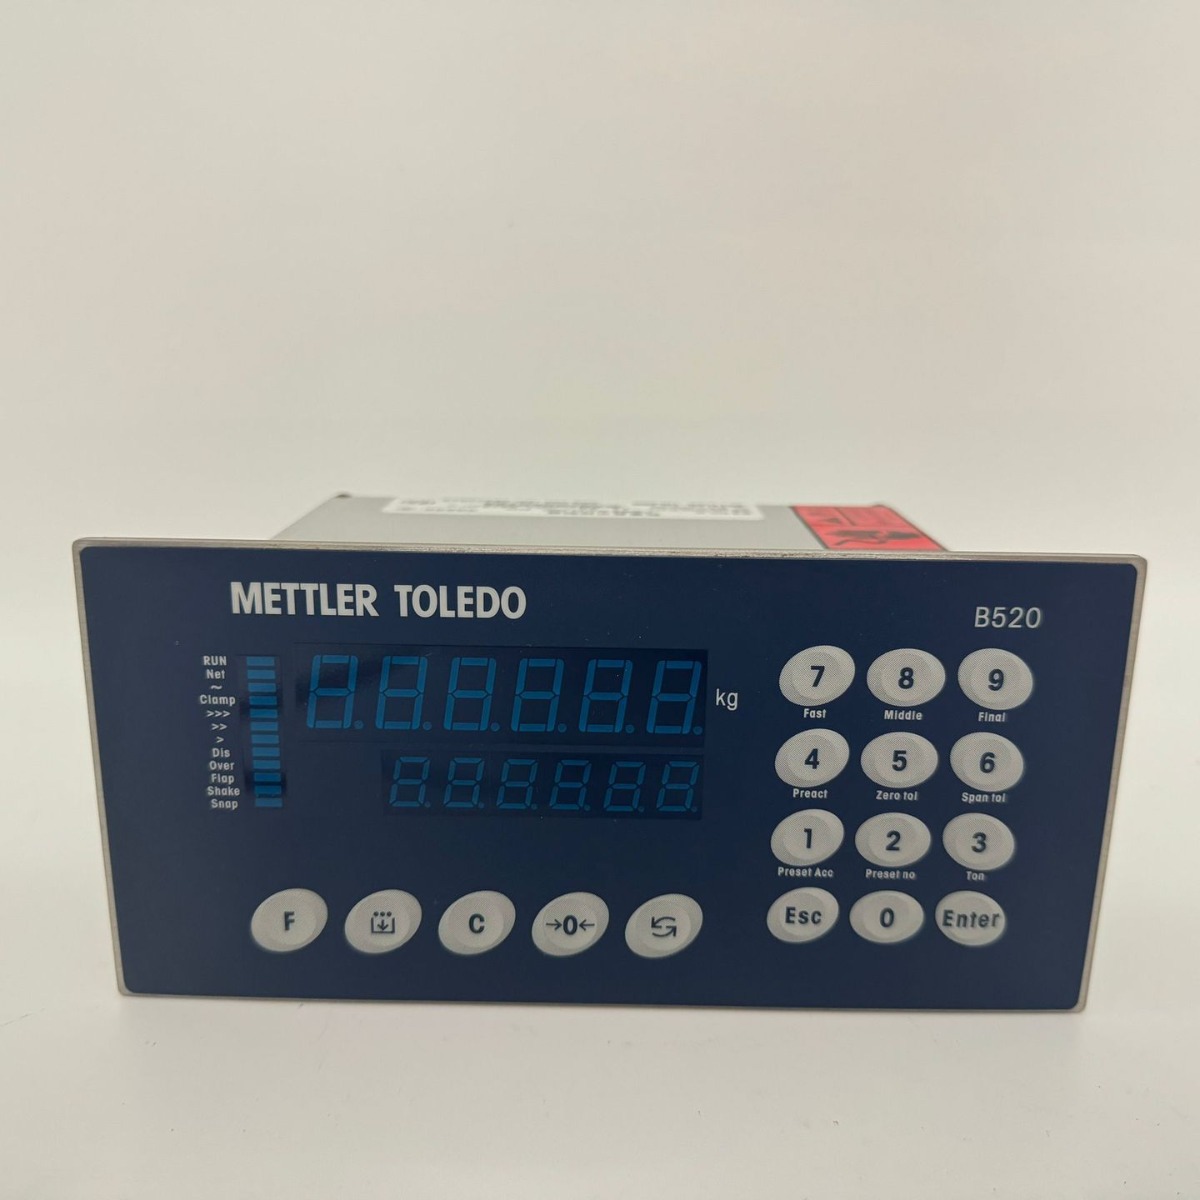 METTLER TOLEDO
B520
RUN
Net
~
Clamp
>>>
>>
>
Dis
Over
Flap
Shake
Snap
kg
7 8 9
Fast Middle Final
4 5 6
Preact Zero tol Span tol
1 2 3
Preset Acc Preset no Ton
F C →0← Esc 0 Enter